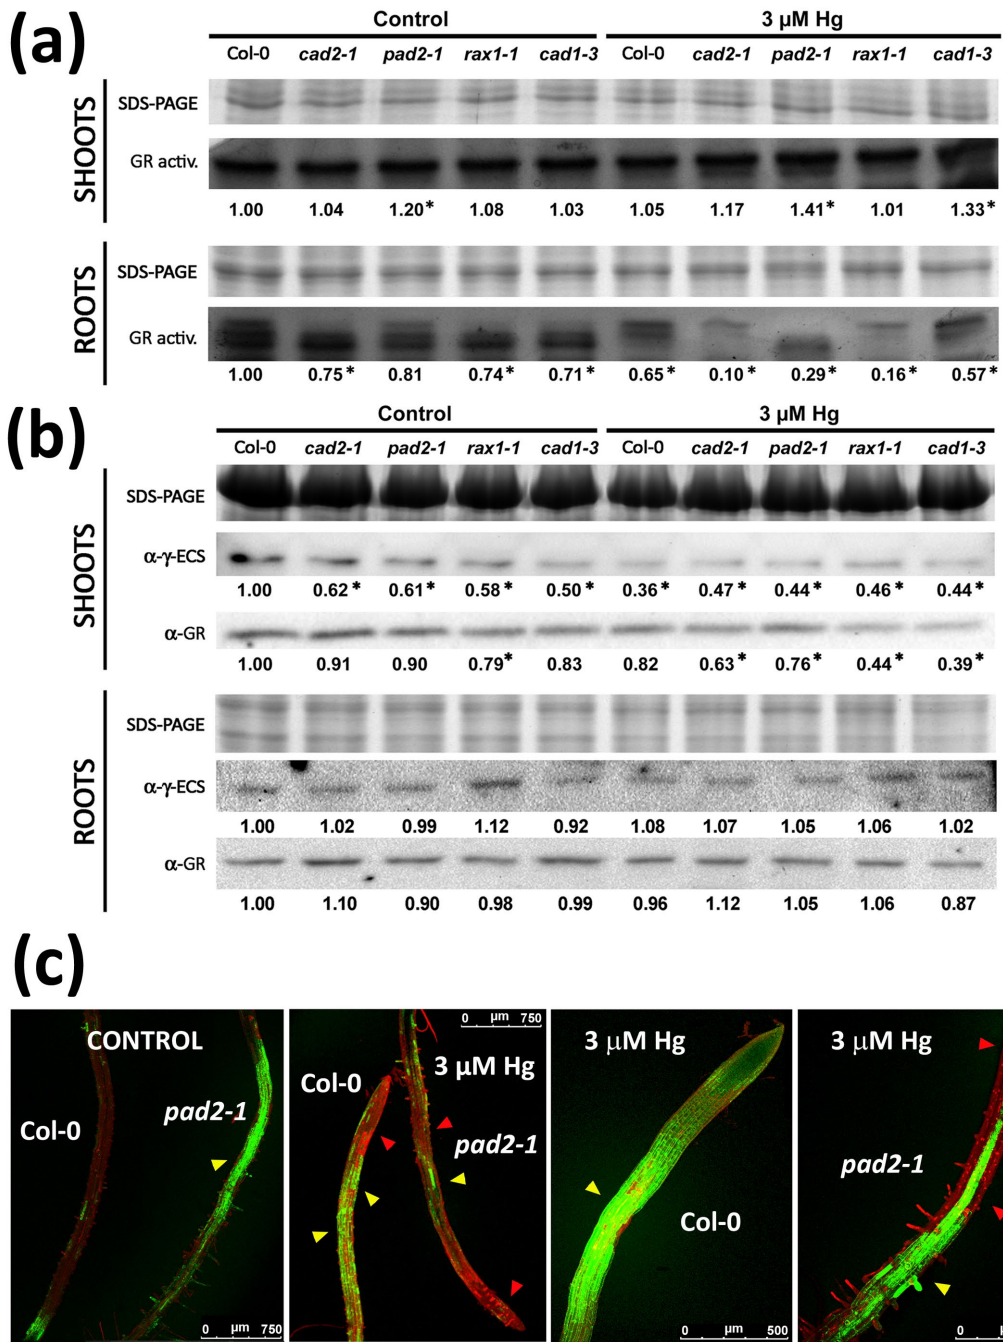 (a)
Control 3 µM Hg
Col-0 cad2-1 pad2-1 rax1-1 cad1-3 Col-0 cad2-1 pad2-1 rax1-1 cad1-3
SHOOTS
SDS-PAGE
GR activ.
1.00 1.04 1.20* 1.08 1.03 1.05 1.17 1.41* 1.01 1.33*
ROOTS
SDS-PAGE
GR activ.
1.00 0.75* 0.81 0.74* 0.71* 0.65* 0.10* 0.29* 0.16* 0.57*
(b)
Control 3 µM Hg
Col-0 cad2-1 pad2-1 rax1-1 cad1-3 Col-0 cad2-1 pad2-1 rax1-1 cad1-3
SHOOTS
SDS-PAGE
α-γ-ECS
1.00 0.62* 0.61* 0.58* 0.50* 0.36* 0.47* 0.44* 0.46* 0.44*
α-GR
1.00 0.91 0.90 0.79* 0.83 0.82 0.63* 0.76* 0.44* 0.39*
ROOTS
SDS-PAGE
α-γ-ECS
1.00 1.02 0.99 1.12 0.92 1.08 1.07 1.05 1.06 1.02
α-GR
1.00 1.10 0.90 0.98 0.99 0.96 1.12 1.05 1.06 0.87
(c)
CONTROL
Col-0
pad2-1
0 µm 750
0 µm 750
3 µM Hg
Col-0
pad2-1
3 µM Hg
Col-0
0 µm 500
3 µM Hg
pad2-1
0 µm